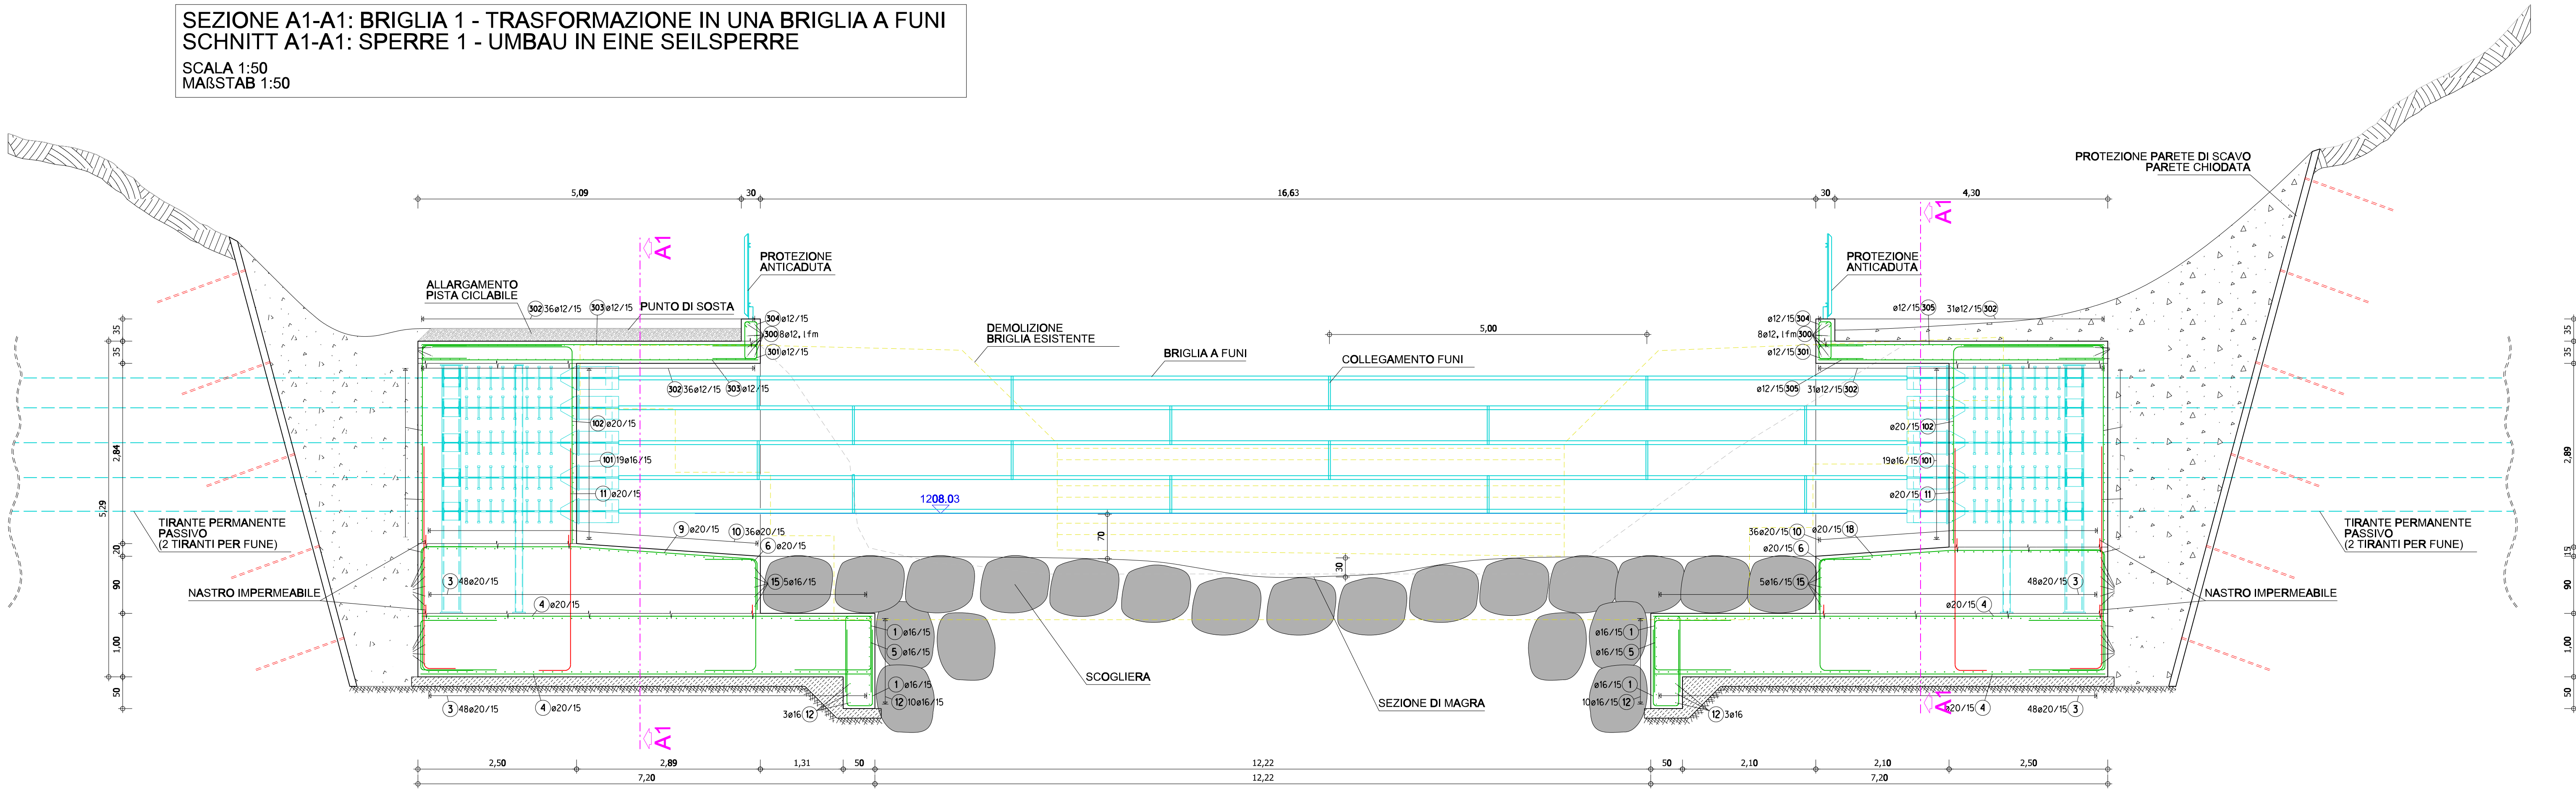 SEZIONE A1-A1: BRIGLIA 1 - TRASFORMAZIONE IN UNA BRIGLIA A FUNI
SCHNITT A1-A1: SPERRE 1 - UMBAU IN EINE SEILSPERRE
SCALA 1:50
MAßSTAB 1:50
PROTEZIONE PARETE DI SCAVO
PARETE CHIODATA
5,09
30
16,63
30
4,30
A1
A1
PROTEZIONE
ANTICADUTA
PROTEZIONE
ANTICADUTA
ALLARGAMENTO
PISTA CICLABILE
302 36ø12/15
303 ø12/15
PUNTO DI SOSTA
304 ø12/15
300 8ø12,lfm
301 ø12/15
302 36ø12/15
303 ø12/15
DEMOLIZIONE
BRIGLIA ESISTENTE
BRIGLIA A FUNI
5,00
COLLEGAMENTO FUNI
ø12/15 305
31ø12/15 302
ø12/15 304
8ø12,lfm 300
ø12/15 301
ø12/15 305
31ø12/15 302
35
35
2,84
5,29
20
90
1,00
50
35
35
2,89
15
90
1,00
50
102 ø20/15
101 19ø16/15
11 ø20/15
9 ø20/15
10 36ø20/15
6 ø20/15
15 5ø16/15
1208.03
70
30
ø20/15 102
19ø16/15 101
ø20/15 11
36ø20/15 10
ø20/15 18
ø20/15 6
5ø16/15 15
TIRANTE PERMANENTE
PASSIVO
(2 TIRANTI PER FUNE)
TIRANTE PERMANENTE
PASSIVO
(2 TIRANTI PER FUNE)
NASTRO IMPERMEABILE
NASTRO IMPERMEABILE
3 48ø20/15
4 ø20/15
48ø20/15 3
ø20/15 4
1 ø16/15
5 ø16/15
1 ø16/15
12 10ø16/15
3ø16 12
3 48ø20/15
4 ø20/15
SCOGLIERA
SEZIONE DI MAGRA
ø16/15 1
ø16/15 5
ø16/15 1
10ø16/15 12
12 3ø16
ø20/15 4
48ø20/15 3
A1
A1
2,50
2,89
1,31
50
12,22
50
2,10
2,10
2,50
7,20
12,22
7,20